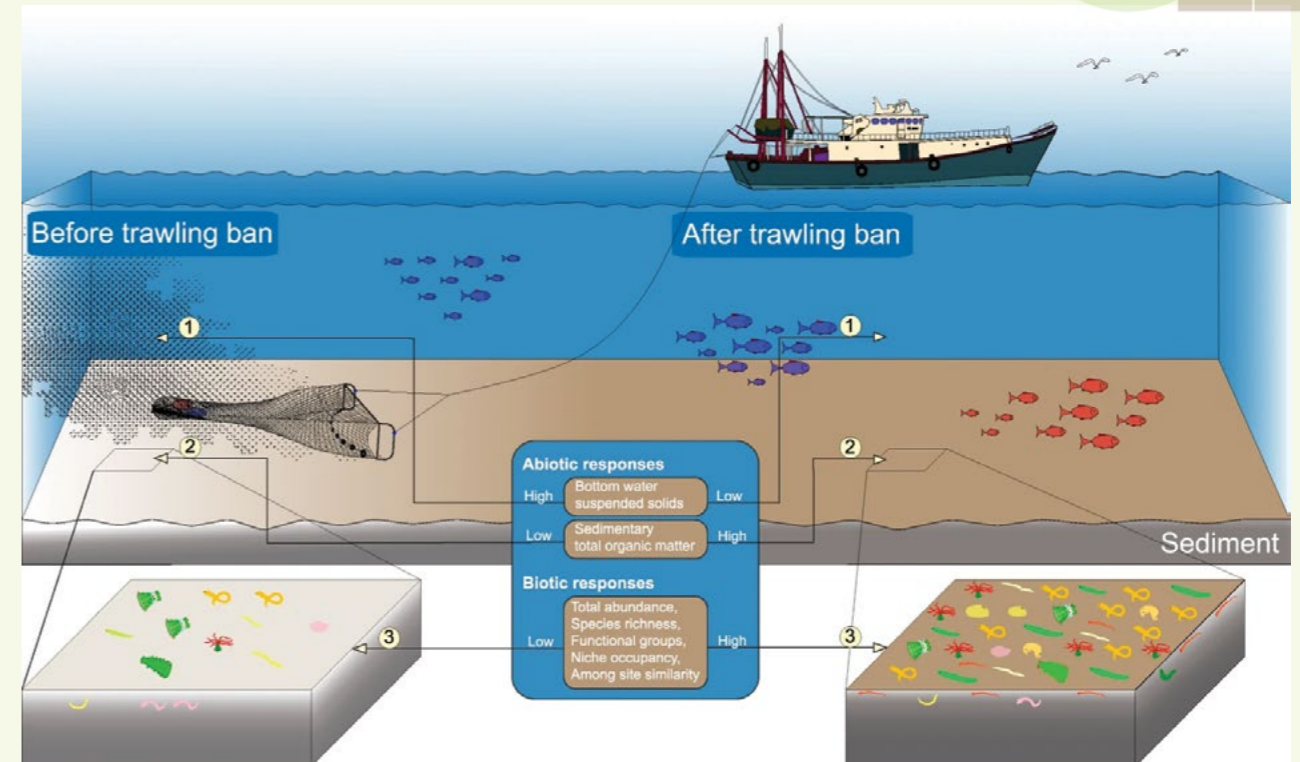 Before trawling ban
After trawling ban
1
1
2
2
Abiotic responses
High
Bottom water
suspended solids
Low
Low
Sedimentary
total organic matter
High
Sediment
Biotic responses
3
Low
Total abundance,
Species richness,
Functional groups,
Niche occupancy,
Among site similarity
High
3